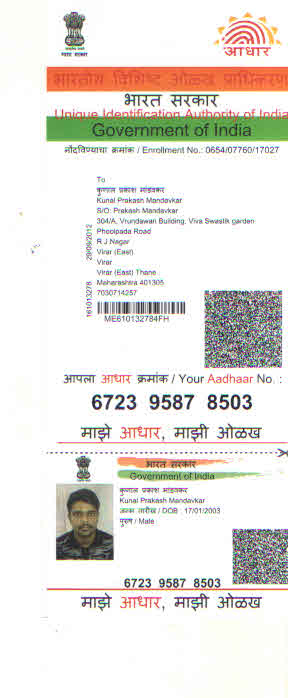 भारत सरकार
आधार
भारतीय विशिष्ट ओळख प्राधिकरण
भारत सरकार
Unique Identification Authority of India
Government of India
नोंदविण्याचा क्रमांक / Enrollment No.: 0654/07760/17027
To
कुणाल प्रकाश मांडवकर
Kunal Prakash Mandavkar
S/O: Prakash Mandavkar
304/A, Vrundawan Building, Viva Swastik garden
Phoolpada Road
R J Nagar
Virar (East)
Virar
Virar (East) Thane
Maharashtra 401305
7030714257
29/09/2012
161013278
ME610132784FH
आपला आधार क्रमांक / Your Aadhaar No. :
6723 9587 8503
माझे आधार, माझी ओळख
भारत सरकार
Government of India
कुणाल प्रकाश मांडवकर
Kunal Prakash Mandavkar
जन्म तारीख / DOB : 17/01/2003
पुरुष / Male
6723 9587 8503
माझे आधार, माझी ओळख